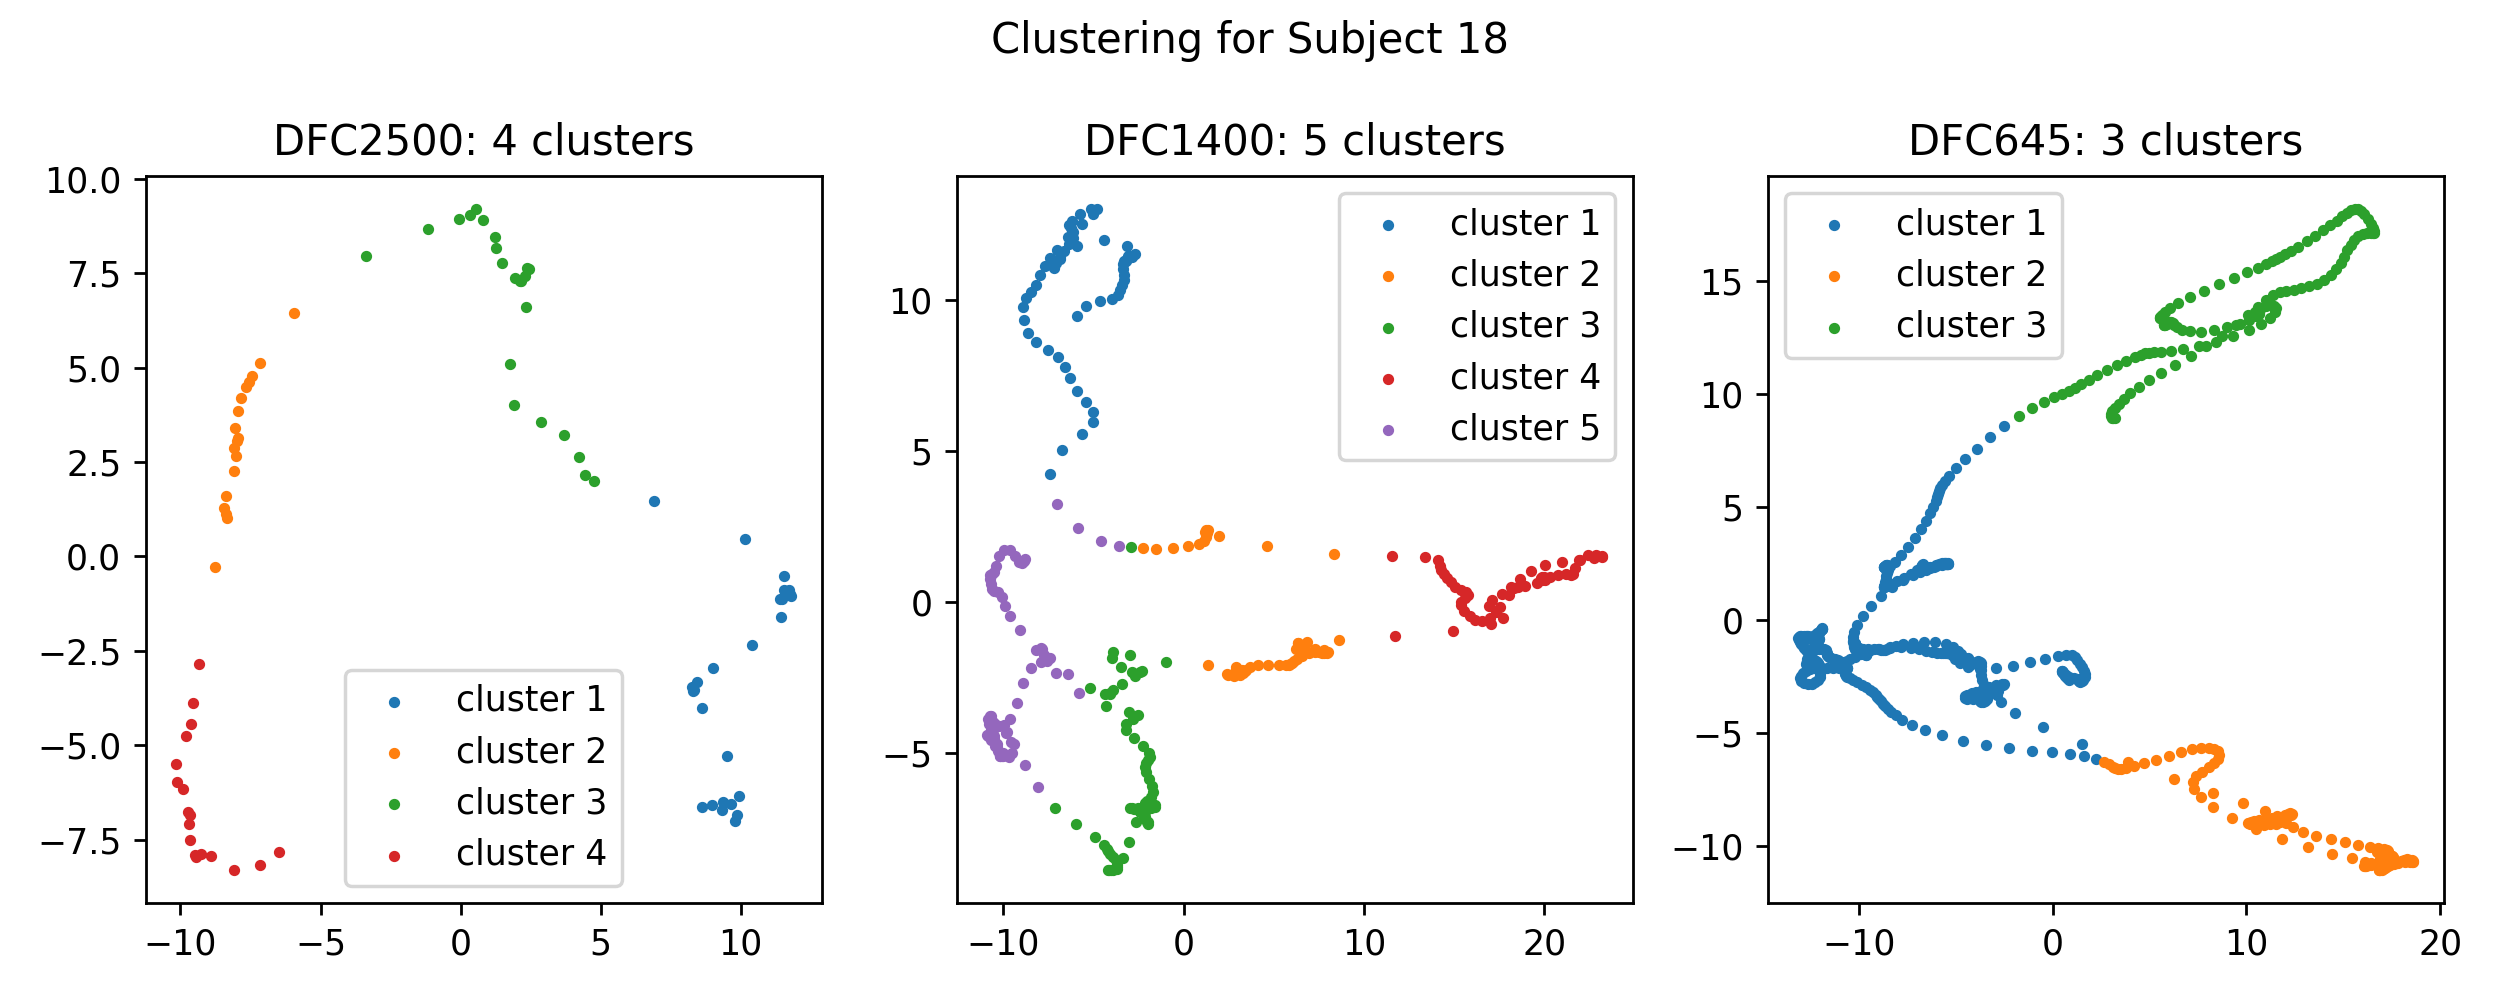 Clustering for Subject 18
DFC2500: 4 clusters
10.0
7.5
5.0
2.5
0.0
−2.5
−5.0
−7.5
−10
−5
0
5
10
cluster 1
cluster 2
cluster 3
cluster 4
DFC1400: 5 clusters
10
5
0
−5
−10
0
10
20
cluster 1
cluster 2
cluster 3
cluster 4
cluster 5
DFC645: 3 clusters
15
10
5
0
−5
−10
−10
0
10
20
cluster 1
cluster 2
cluster 3